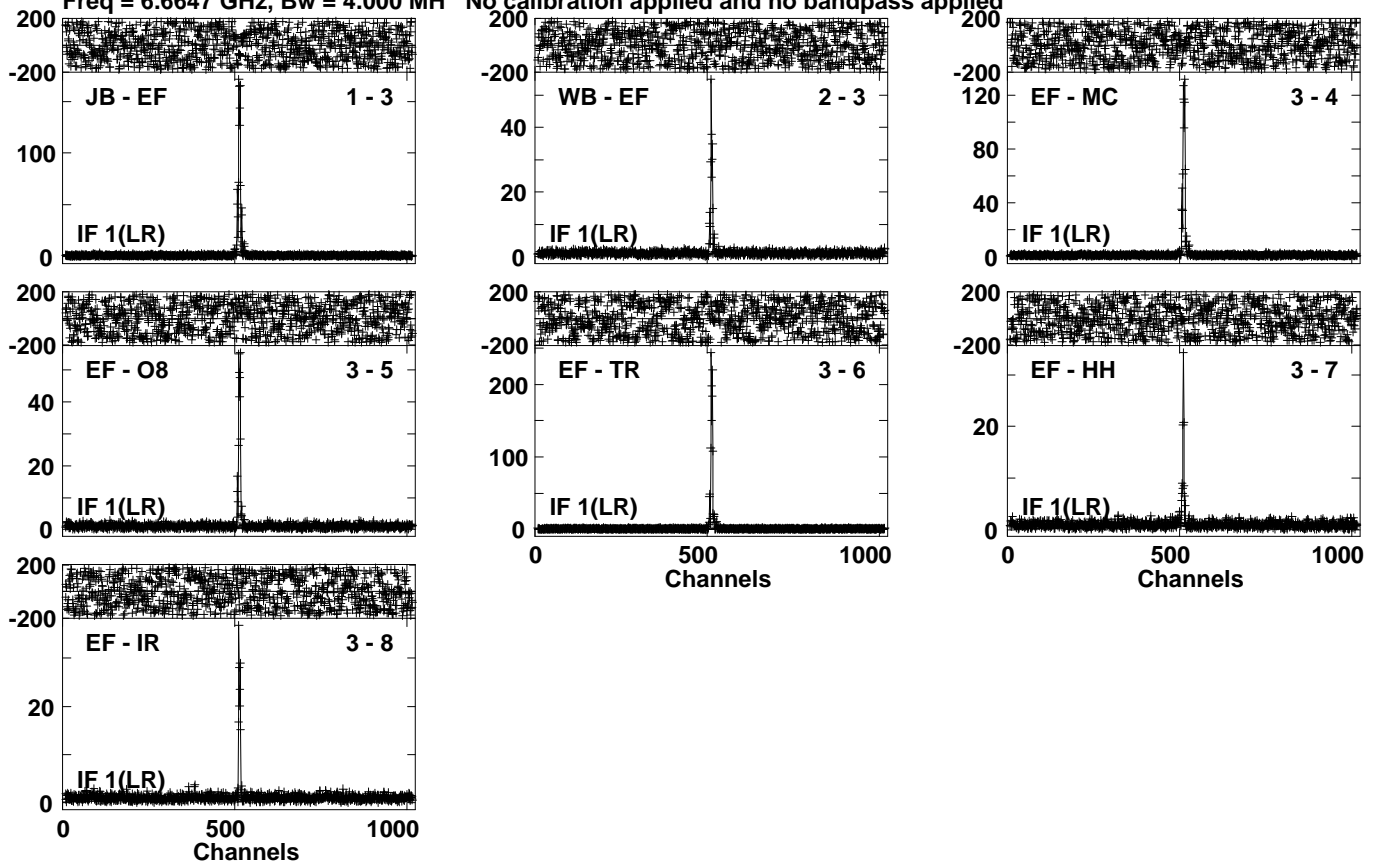 Freq = 6.6647 GHz, Bw = 4.000 MH No calibration applied and no bandpass applied
200
-200
JB - EF 1 - 3
100
0
IF 1(LR)
200
-200
WB - EF 2 - 3
40
20
0
IF 1(LR)
200
-200
EF - MC 3 - 4
120
80
40
0
IF 1(LR)
200
-200
EF - O8 3 - 5
40
20
0
IF 1(LR)
200
-200
EF - TR 3 - 6
200
100
0
IF 1(LR)
0 500 1000
Channels
200
-200
EF - HH 3 - 7
20
0
IF 1(LR)
0 500 1000
Channels
200
-200
EF - IR 3 - 8
20
0
IF 1(LR)
0 500 1000
Channels